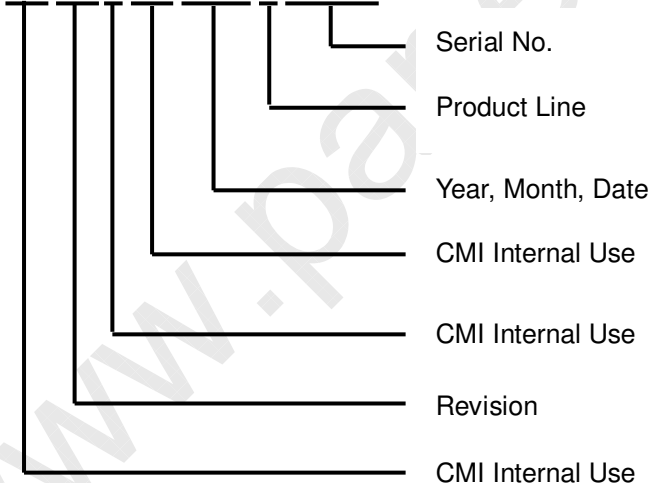 Serial No.
Product Line
Year, Month, Date
CMI Internal Use
CMI Internal Use
Revision
CMI Internal Use